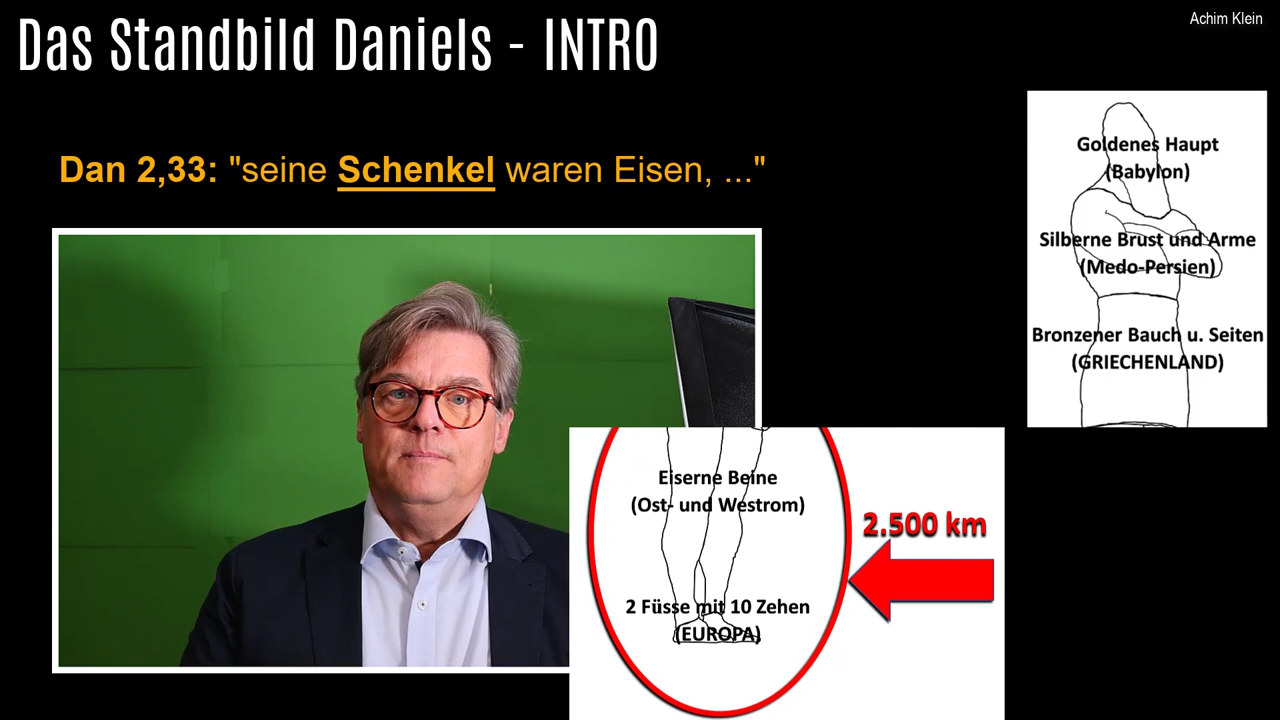 Das Standbild Daniels - INTRO
Achim Klein
Dan 2,33: "seine Schenkel waren Eisen, ..."
Goldenes Haupt
(Babylon)
Silberne Brust und Arme
(Medo-Persien)
Bronzener Bauch u. Seiten
(GRIECHENLAND)
Eiserne Beine
(Ost- und Westrom)
2.500 km
2 Füsse mit 10 Zehen
(EUROPA)